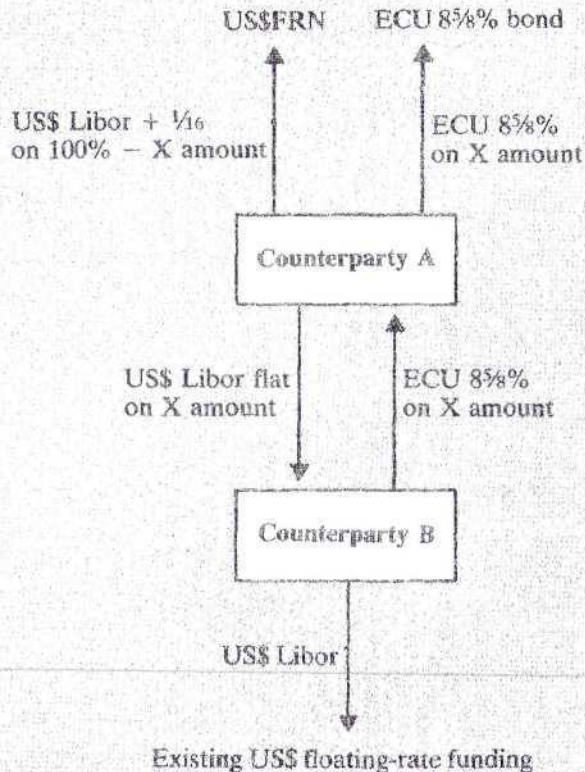 US$FRN ECU 8⅝% bond
US$ Libor + 1⁄16
on 100% – X amount
ECU 8⅝%
on X amount
Counterparty A
US$ Libor flat
on X amount
ECU 8⅝%
on X amount
Counterparty B
US$ Libor
Existing US$ floating-rate funding